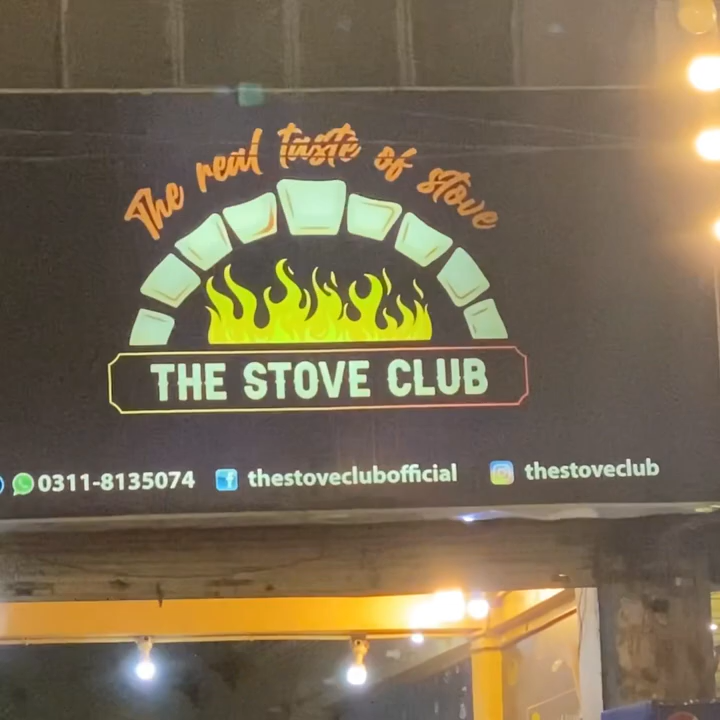 The real taste of stove
THE STOVE CLUB
0311-8135074 thestoveclubofficial thestoveclub